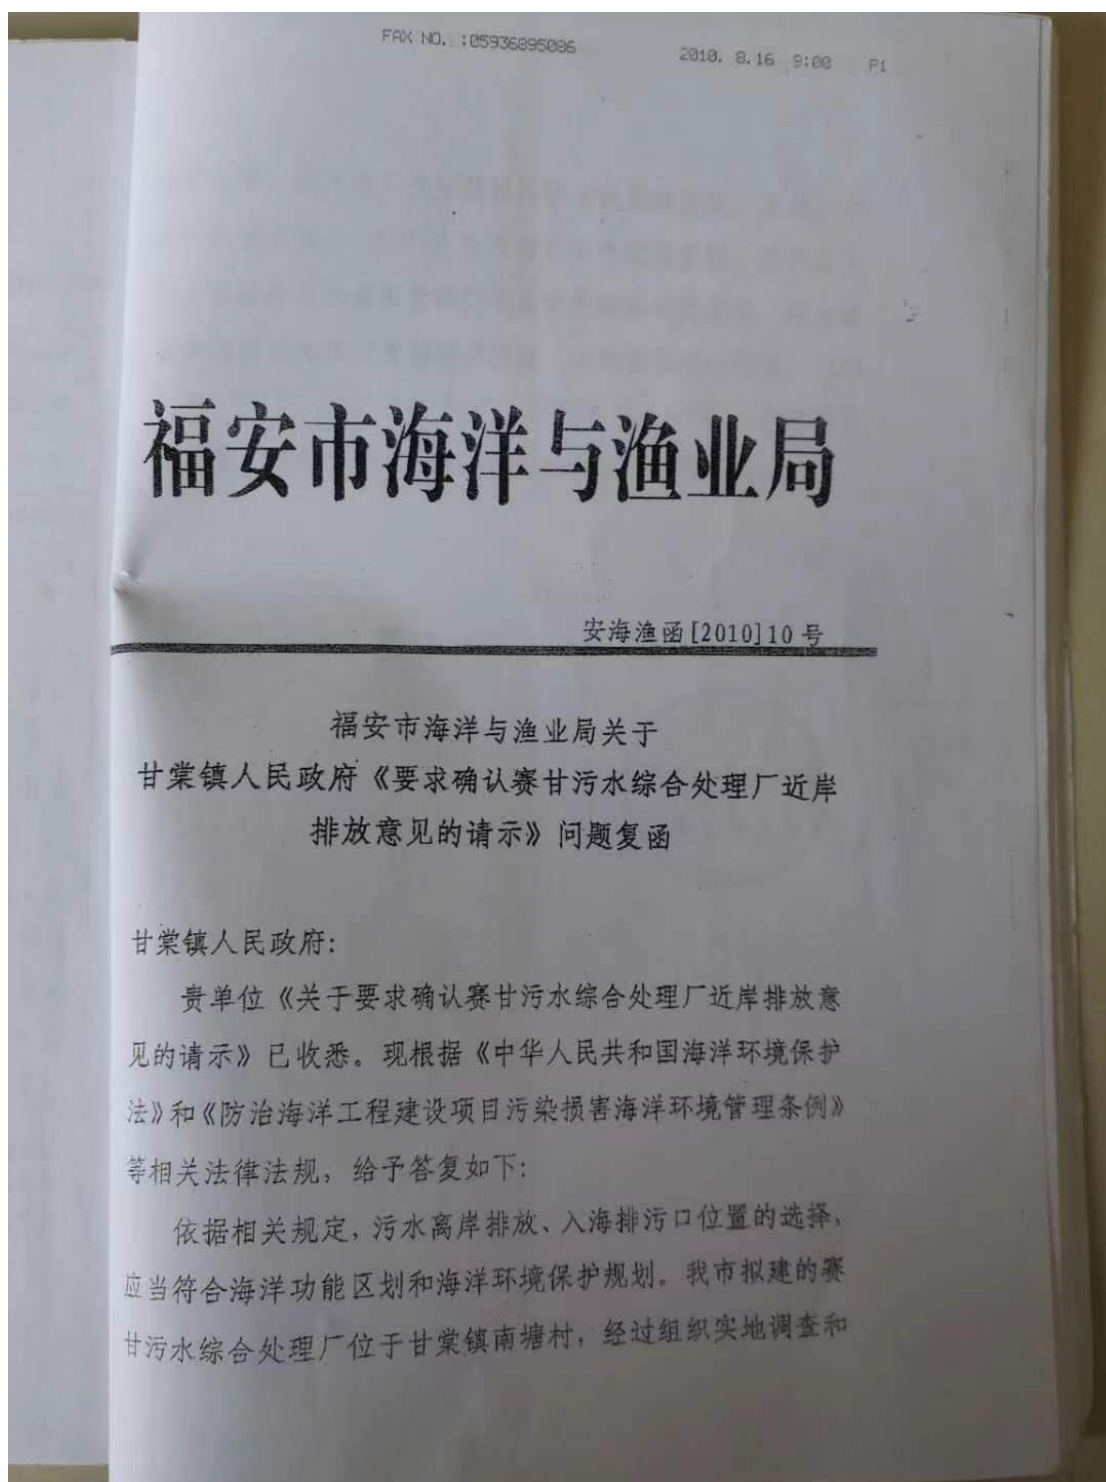 FAX NO. :05936895086 2010. 8.16 9:00 P1
福安市海洋与渔业局
安海渔函[2010]10号
福安市海洋与渔业局关于
甘棠镇人民政府《要求确认赛甘污水综合处理厂近岸
排放意见的请示》问题复函
甘棠镇人民政府:
贵单位《关于要求确认赛甘污水综合处理厂近岸排放意
见的请示》已收悉。现根据《中华人民共和国海洋环境保护
法》和《防治海洋工程建设项目污染损害海洋环境管理条例》
等相关法律法规，给予答复如下:
依据相关规定,污水离岸排放、入海排污口位置的选择,
应当符合海洋功能区划和海洋环境保护规划。我市拟建的赛
甘污水综合处理厂位于甘棠镇南塘村，经过组织实地调查和